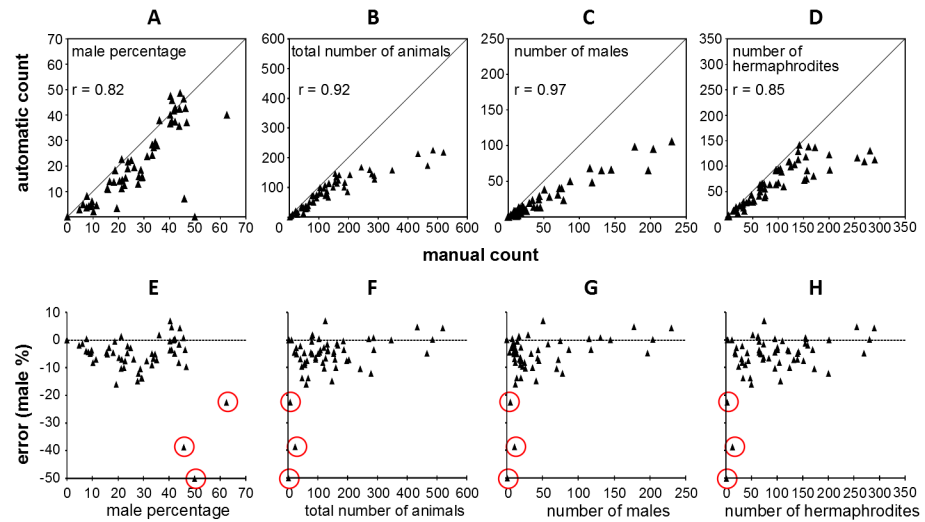 A B C D
male percentage
r = 0.82
70
60
50
40
30
20
10
0 10 20 30 40 50 60 70
total number of animals
r = 0.92
600
500
400
300
200
100
0 100 200 300 400 500 600
number of males
r = 0.97
250
200
150
100
50
0 50 100 150 200 250
number of
hermaphrodites
r = 0.85
350
300
250
200
150
100
50
0 50 100 150 200 250 300 350
automatic count
manual count
E F G H
error (male %)
10
0
-10
-20
-30
-40
-50
0 10 20 30 40 50 60 70
male percentage
0 100 200 300 400 500 600
total number of animals
0 50 100 150 200 250
number of males
0 50 100 150 200 250 300 350
number of hermaphrodites